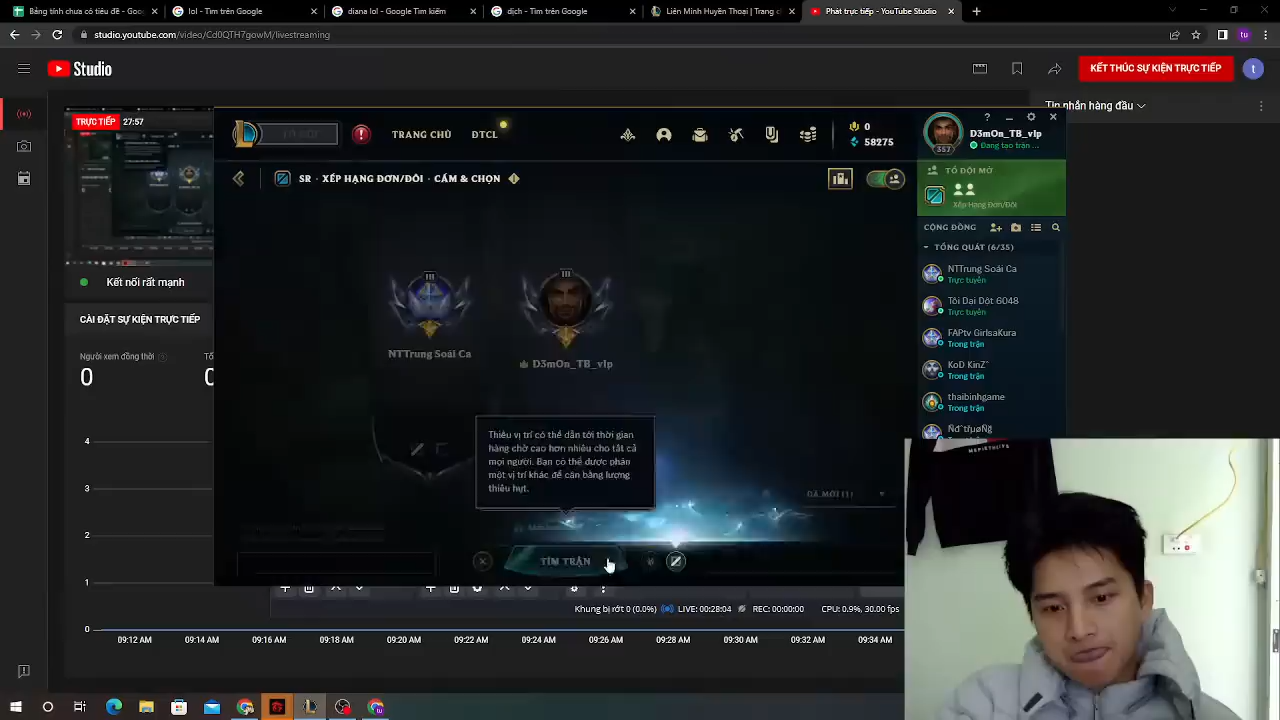 Bảng tính chưa có tiêu đề - Goo
lol - Tìm trên Google
diana lol - Google Tìm kiếm
dịch - Tìm trên Google
Liên Minh Huyền Thoại | Trang c
Phát trực tiếp - YouTube Studio
studio.youtube.com/video/Cd0QTH7gowM/livestreaming
tu
Studio
KẾT THÚC SỰ KIỆN TRỰC TIẾP
t
TRỰC TIẾP 27:57
Tin nhắn hàng đầu
TRANG CHỦ
ĐTCL
0
58275
D3mOn_TB_vIp
357
Đang tạo trận ...
SR · XẾP HẠNG ĐƠN/ĐÔI · CẤM & CHỌN
TỔ ĐỘI MỞ
Xếp Hạng Đơn/Đôi
CỘNG ĐỒNG
TỔNG QUÁT (6/35)
NTTrung Soái Ca
Trực tuyến
Tôi Dai Dột 6048
Trực tuyến
FAPtv GirlsaKura
Trong trận
KoD KinZ^
Trong trận
thaibinhgame
Trong trận
Kết nối rất mạnh
CÀI ĐẶT SỰ KIỆN TRỰC TIẾP
Người xem đồng thời
0
III
NTTrung Soái Ca
III
D3mOn_TB_vIp
Thiếu vị trí có thể dẫn tới thời gian
hàng chờ cao hơn nhiều cho tất cả
mọi người. Bạn có thể được phân
một vị trí khác để cân bằng lượng
thiếu hụt.
ĐÃ MỜI (1)
TÌM TRẬN
4
3
2
1
0
Khung bị rớt 0 (0.0%)
LIVE: 00:28:04
REC: 00:00:00
CPU: 0.9%, 30.00 fps
09:12 AM
09:14 AM
09:16 AM
09:18 AM
09:20 AM
09:22 AM
09:24 AM
09:26 AM
09:28 AM
09:30 AM
09:32 AM
09:34 AM